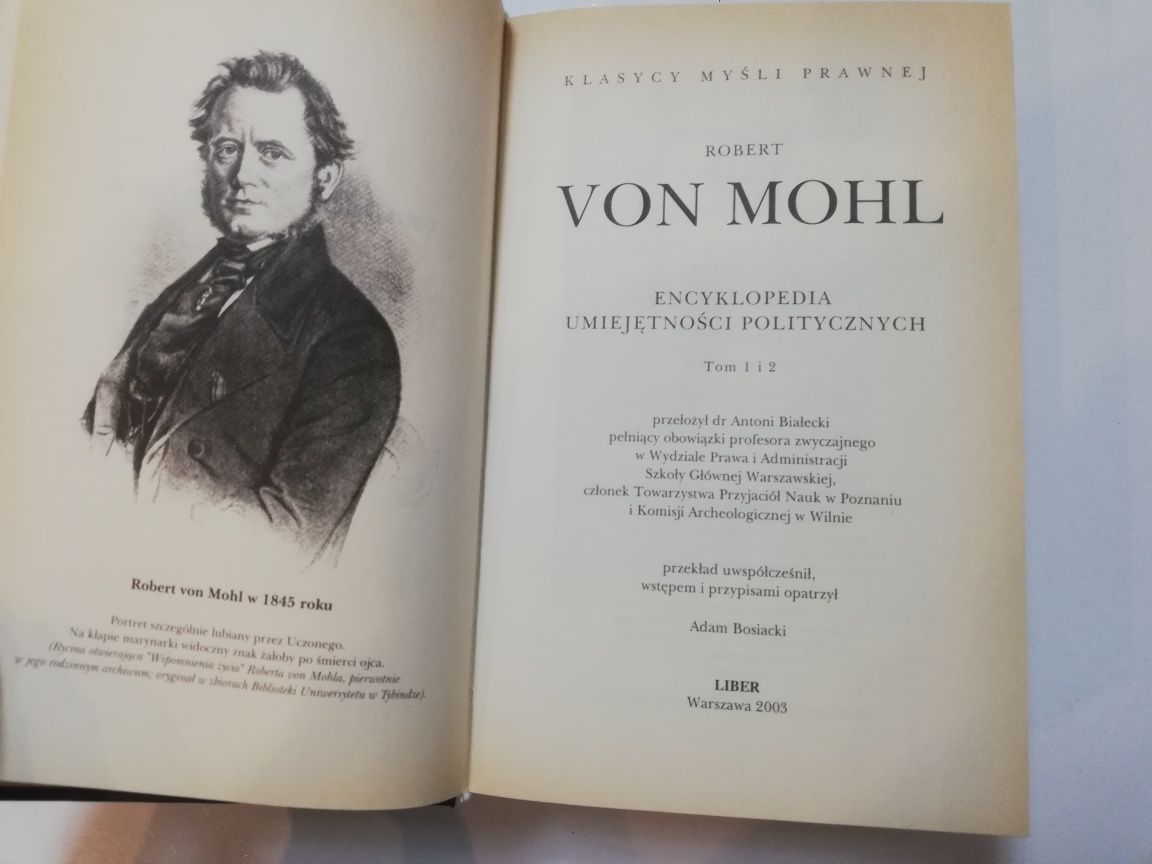 Robert von Mohl w 1845 roku
Portret szczególnie lubiany przez Uczonego.
Na klapie marynarki widoczny znak żałoby po śmierci ojca.
(Rycina otwierająca "Wspomnienia życia" Roberta von Mohla, pierwotnie
w jego rodzinnym archiwum; oryginał w zbiorach Biblioteki Uniwersytetu w Tybindze).
KLASYCY MYŚLI PRAWNEJ
ROBERT
VON MOHL
ENCYKLOPEDIA
UMIEJĘTNOŚCI POLITYCZNYCH
Tom 1 i 2
przełożył dr Antoni Białecki
pełniący obowiązki profesora zwyczajnego
w Wydziale Prawa i Administracji
Szkoły Głównej Warszawskiej,
członek Towarzystwa Przyjaciół Nauk w Poznaniu
i Komisji Archeologicznej w Wilnie
przekład uwspółcześnił,
wstępem i przypisami opatrzył
Adam Bosiacki
LIBER
Warszawa 2003